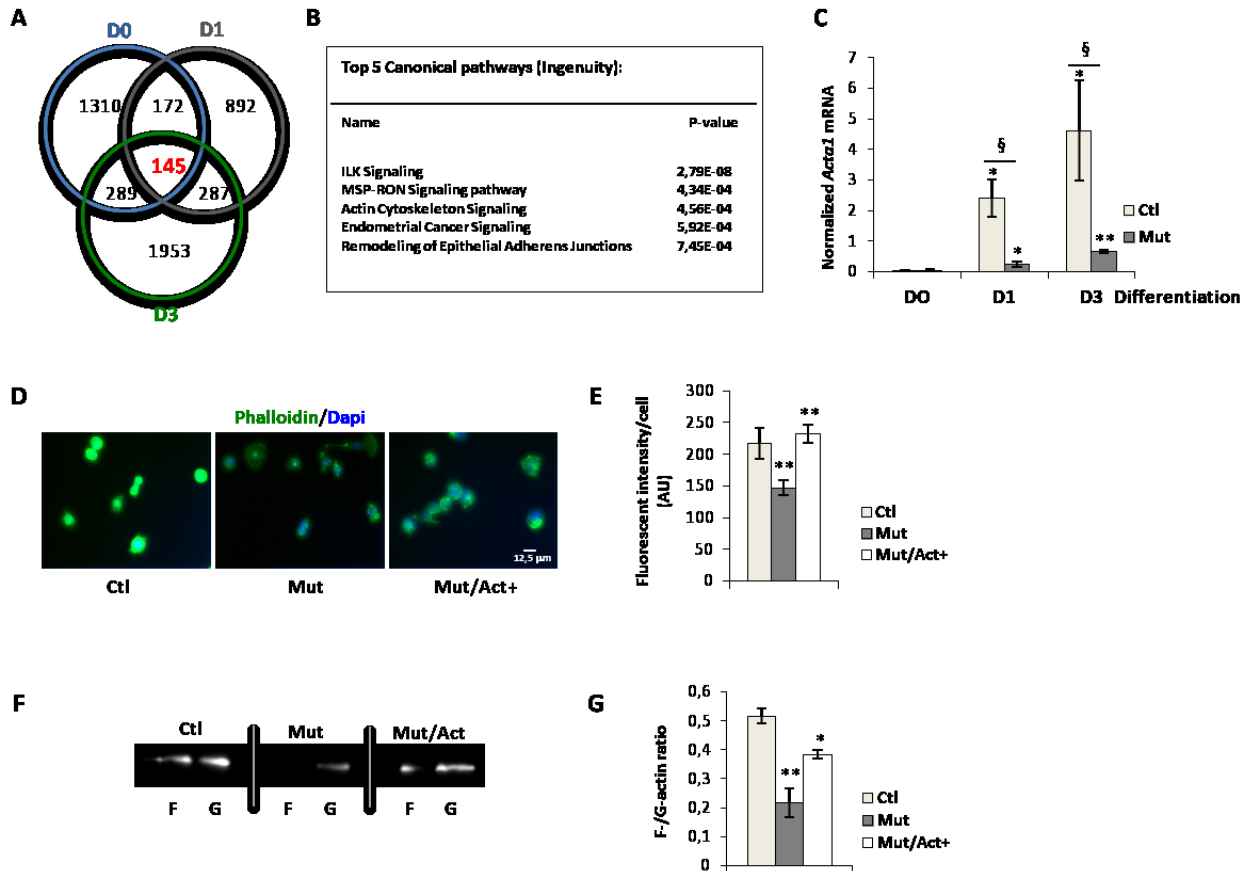 A
D0
D1
1310
172
892
145
289
287
1953
D3
B
Top 5 Canonical pathways (Ingenuity):
Name P-value
ILK Signaling 2,79E-08
MSP-RON Signaling pathway 4,34E-04
Actin Cytoskeleton Signaling 4,56E-04
Endometrial Cancer Signaling 5,92E-04
Remodeling of Epithelial Adherens Junctions 7,45E-04
C
Normalized Acta1 mRNA
7
6
5
4
3
2
1
0
§
*
*
§
*
**
Ctl
Mut
DO D1 D3 Differentiation
D
Phalloidin/Dapi
12,5 µm
Ctl Mut Mut/Act+
E
Fluorescent intensity/cell
(AU)
300
250
200
150
100
50
0
**
**
Ctl
Mut
Mut/Act+
F
Ctl Mut Mut/Act
F G F G F G
G
F-/G-actin ratio
0,6
0,5
0,4
0,3
0,2
0,1
0
**
*
Ctl
Mut
Mut/Act+